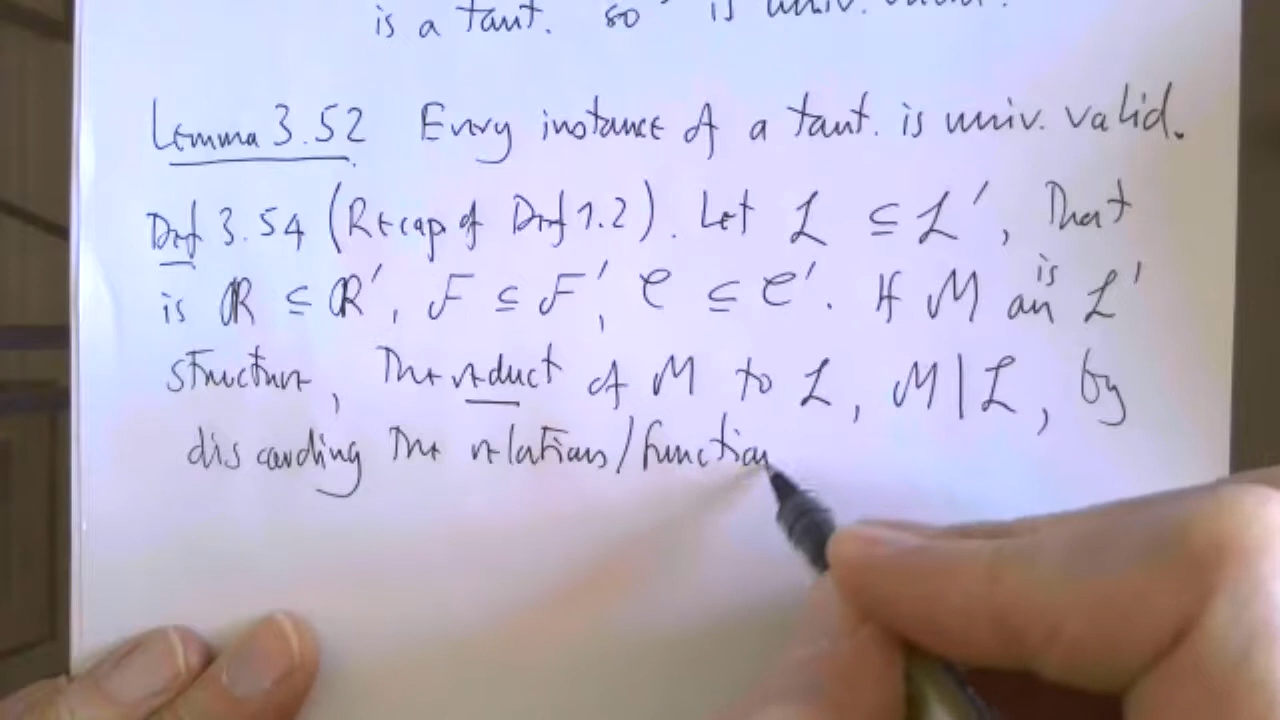 is a taut. so is univ. valid.
Lemma 3.52 Every instance of a taut. is univ. valid.
Def 3.54 (Recap of Def 1.2). Let ℒ ⊆ ℒ', That
is ℛ ⊆ ℛ', ℱ ⊆ ℱ', 𝒞 ⊆ 𝒞'. If M is an ℒ'
structure, The reduct of M to ℒ, M|ℒ, by
discarding The relations/function